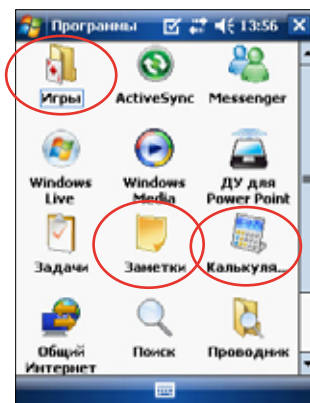 Программы 13:56
Игры ActiveSync Messenger
Windows Live Windows Media ДУ для Power Point
Задачи Заметки Калькуля...
Общий Интернет Поиск Проводник